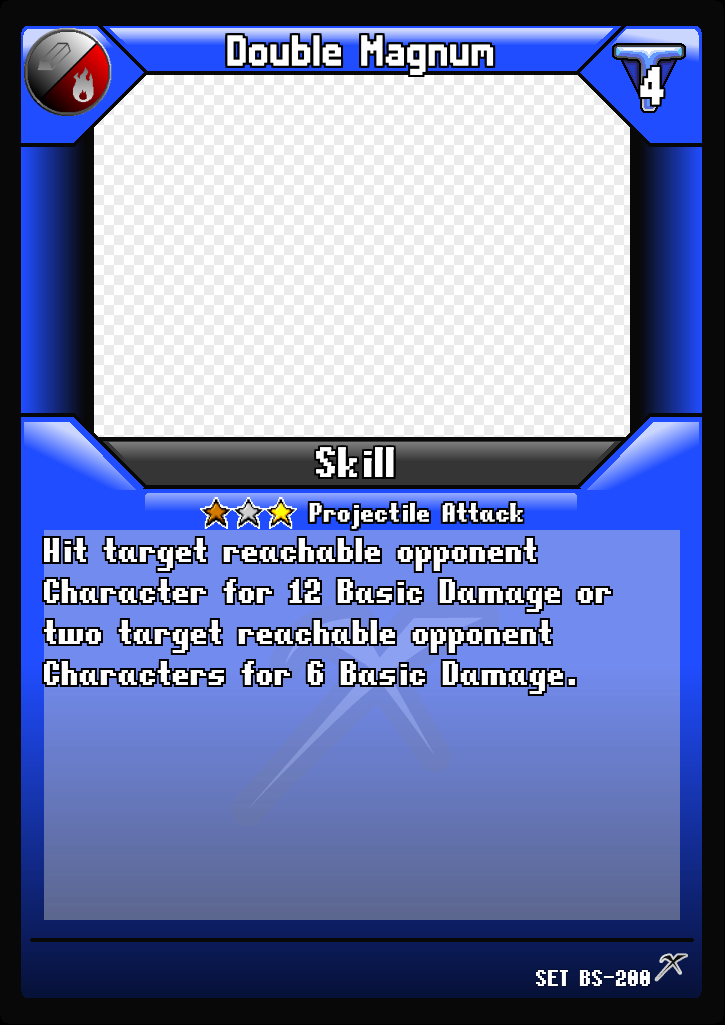 Double Magnum
4
Skill
Projectile Attack
Hit target reachable opponent
Character for 12 Basic Damage or
two target reachable opponent
Characters for 6 Basic Damage.
SET BS-200